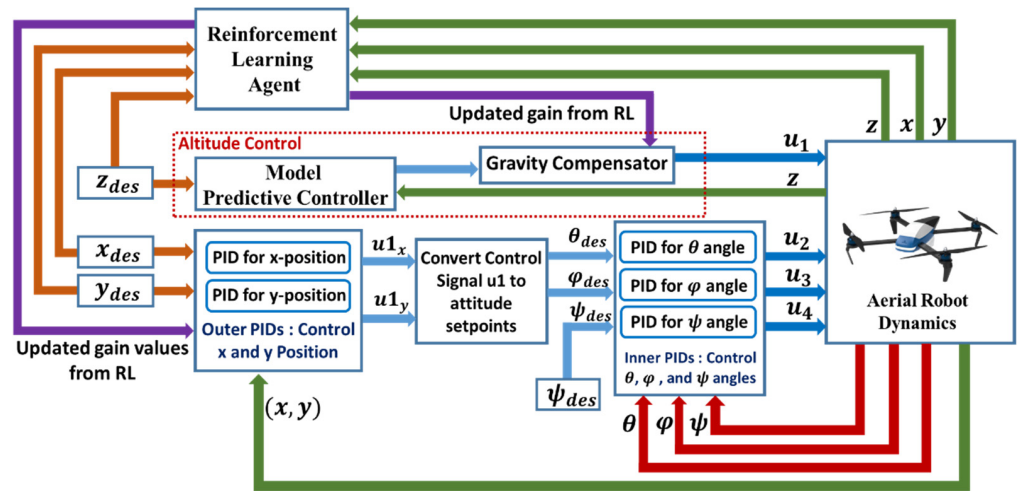 Reinforcement
Learning
Agent
Updated gain from RL
z x y
Altitude Control
u₁
Gravity Compensator
Model
Predictive Controller
z
z_des
x_des
y_des
PID for x-position
PID for y-position
Outer PIDs : Control
x and y Position
u1_x
u1_y
Convert Control
Signal u1 to
attitude
setpoints
θ_des
φ_des
ψ_des
PID for θ angle
PID for φ angle
PID for ψ angle
Inner PIDs : Control
θ, φ , and ψ angles
u₂
u₃
u₄
Aerial Robot
Dynamics
Updated gain values
from RL
ψ_des
(x, y)
θ φ ψ